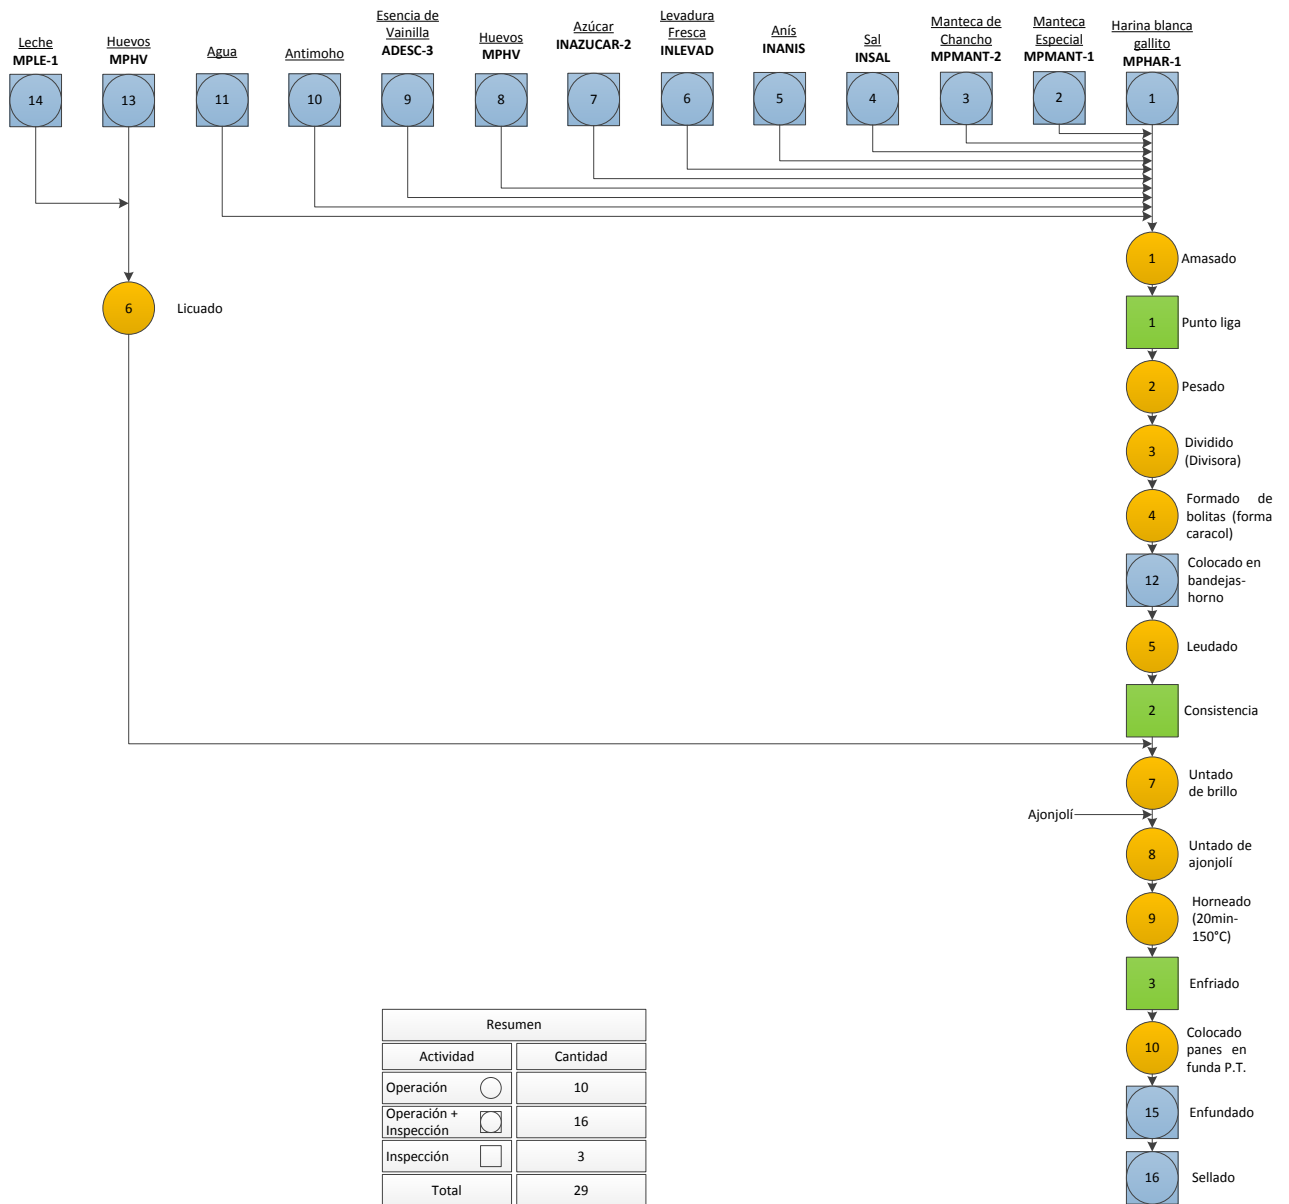 Leche
MPLE-1
14
Huevos
MPHV
13
Agua
11
Antimoho
10
Esencia de
Vainilla
ADESC-3
9
Huevos
MPHV
8
Azúcar
INAZUCAR-2
7
Levadura
Fresca
INLEVAD
6
Anís
INANIS
5
Sal
INSAL
4
Manteca de
Chancho
MPMANT-2
3
Manteca
Especial
MPMANT-1
2
Harina blanca
gallito
MPHAR-1
1
1 Amasado
6 Licuado
1 Punto liga
2 Pesado
3
Dividido
(Divisora)
4
Formado de
bolitas (forma
caracol)
12
Colocado en
bandejas-
horno
5 Leudado
2 Consistencia
7
Untado
de brillo
Ajonjolí
8
Untado de
ajonjolí
9
Horneado
(20min-
150°C)
3 Enfriado
10
Colocado
panes en
funda P.T.
15 Enfundado
16 Sellado
Resumen
Actividad Cantidad
Operación 10
Operación +
Inspección
16
Inspección 3
Total 29